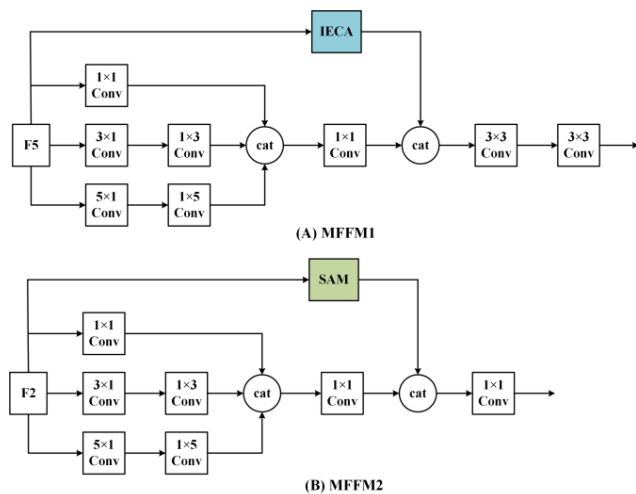 IECA
1×1
Conv
F5
3×1
Conv
1×3
Conv
cat
1×1
Conv
cat
3×3
Conv
3×3
Conv
5×1
Conv
1×5
Conv
(A) MFFM1
SAM
1×1
Conv
F2
3×1
Conv
1×3
Conv
cat
1×1
Conv
cat
1×1
Conv
5×1
Conv
1×5
Conv
(B) MFFM2